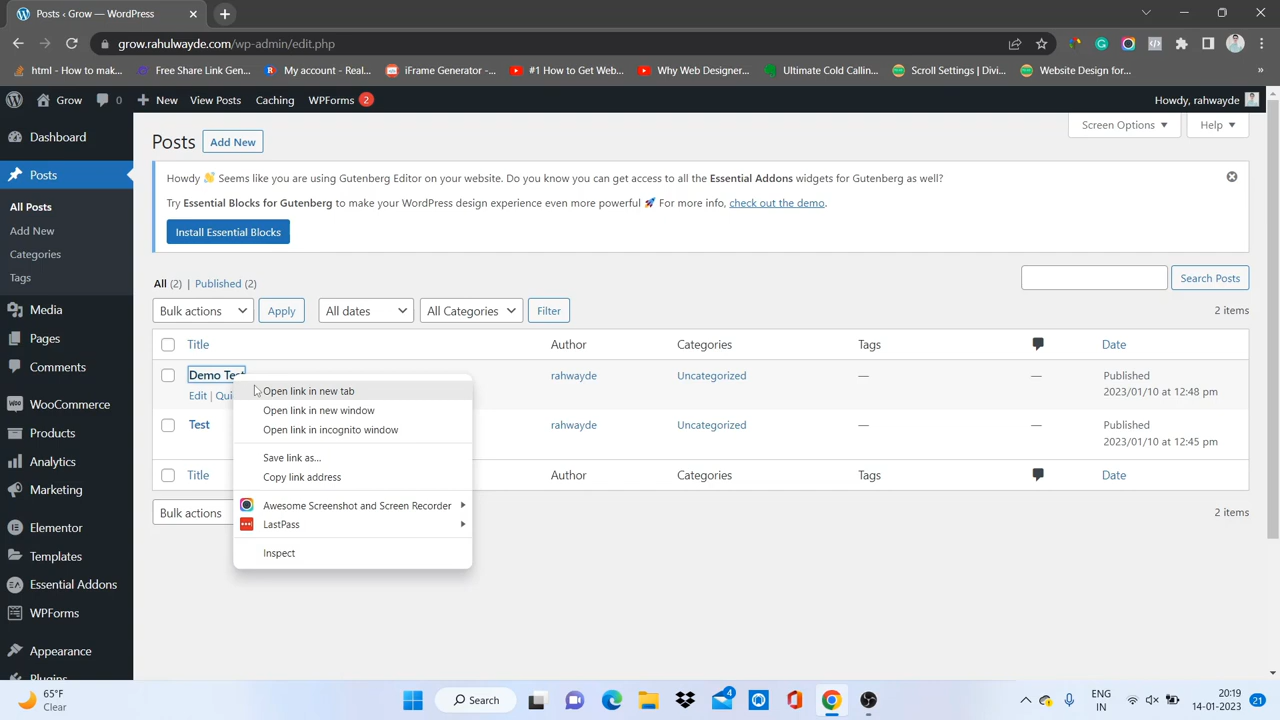 Posts ‹ Grow — WordPress
grow.rahulwayde.com/wp-admin/edit.php
html - How to mak... Free Share Link Gen... My account - Real... iFrame Generator -... #1 How to Get Web... Why Web Designer... Ultimate Cold Callin... Scroll Settings | Divi... Website Design for... »
Grow 0 New View Posts Caching WPForms 2 Howdy, rahwayde
Dashboard
Posts
All Posts
Add New
Categories
Tags
Media
Pages
Comments
WooCommerce
Products
Analytics
Marketing
Elementor
Templates
Essential Addons
WPForms
Appearance
Plugins
Screen Options Help
Posts Add New
Howdy 👋 Seems like you are using Gutenberg Editor on your website. Do you know you can get access to all the Essential Addons widgets for Gutenberg as well?
Try Essential Blocks for Gutenberg to make your WordPress design experience even more powerful 🚀 For more info, check out the demo.
Install Essential Blocks
All (2) | Published (2)
Search Posts
Bulk actions Apply All dates All Categories Filter 2 items
Title Author Categories Tags Date
Demo Test rahwayde Uncategorized — — Published
2023/01/10 at 12:48 pm
Edit |
Test rahwayde Uncategorized — — Published
2023/01/10 at 12:45 pm
Title Author Categories Tags Date
Bulk actions 2 items
Open link in new tab
Open link in new window
Open link in incognito window
Save link as...
Copy link address
Awesome Screenshot and Screen Recorder
LastPass
Inspect
65°F
Clear
Search
4
ENG
IN
20:19
14-01-2023
21